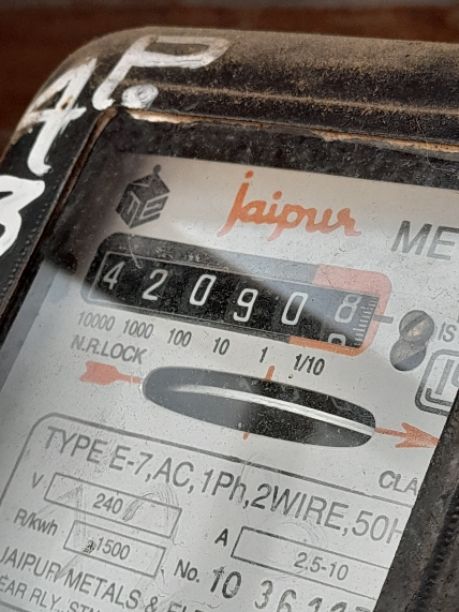 A P.
3
Jaipur ME
4 2 0 9 0 8
10000 1000 100 10 1 1/10
N.R.LOCK
IS
CLA
TYPE E-7,AC,1Ph,2WIRE,50H
V 240 A 2.5-10
R/kwh 1500 No. 10 36
JAIPUR METALS &